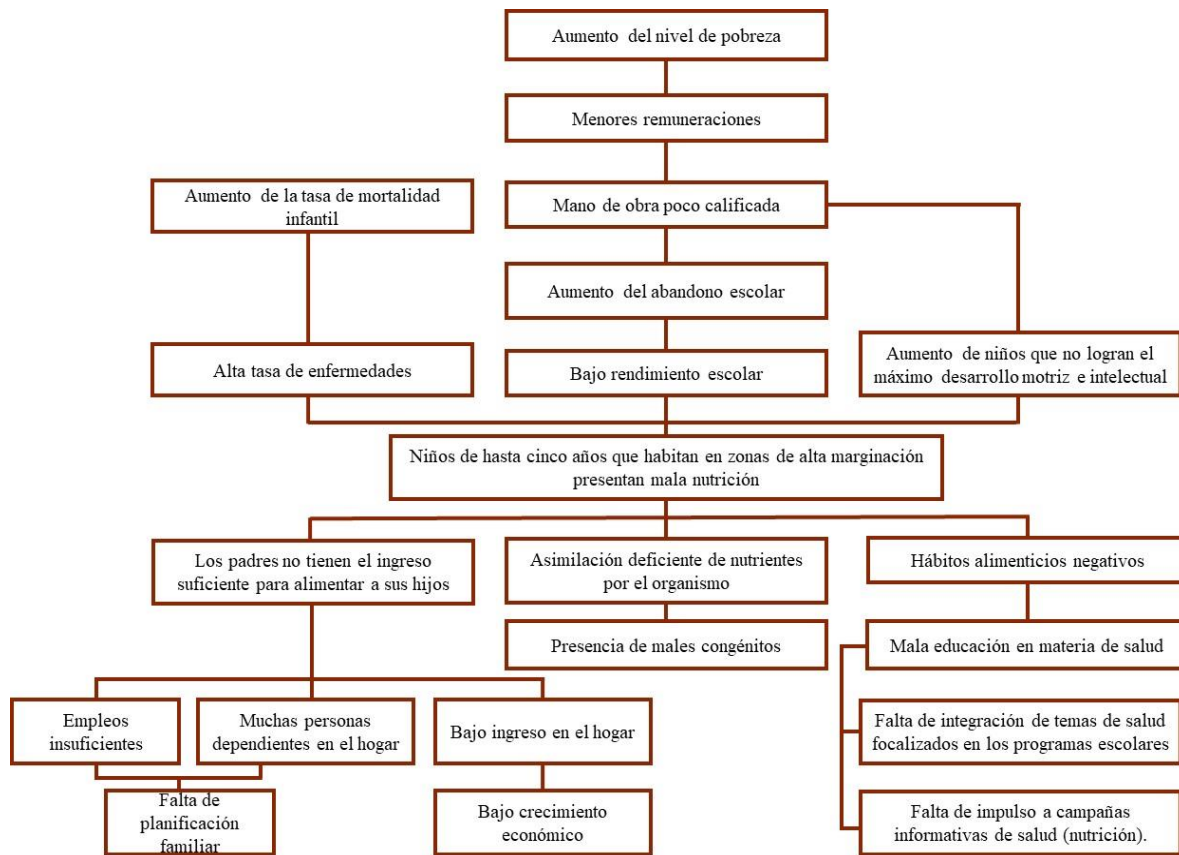 Aumento del nivel de pobreza
Menores remuneraciones
Aumento de la tasa de mortalidad
infantil
Mano de obra poco calificada
Aumento del abandono escolar
Alta tasa de enfermedades
Bajo rendimiento escolar
Aumento de niños que no logran el
máximo desarrollo motriz e intelectual
Niños de hasta cinco años que habitan en zonas de alta marginación
presentan mala nutrición
Los padres no tienen el ingreso
suficiente para alimentar a sus hijos
Asimilación deficiente de nutrientes
por el organismo
Hábitos alimenticios negativos
Presencia de males congénitos
Mala educación en materia de salud
Empleos
insuficientes
Muchas personas
dependientes en el hogar
Bajo ingreso en el hogar
Falta de integración de temas de salud
focalizados en los programas escolares
Falta de
planificación
familiar
Bajo crecimiento
económico
Falta de impulso a campañas
informativas de salud (nutrición).